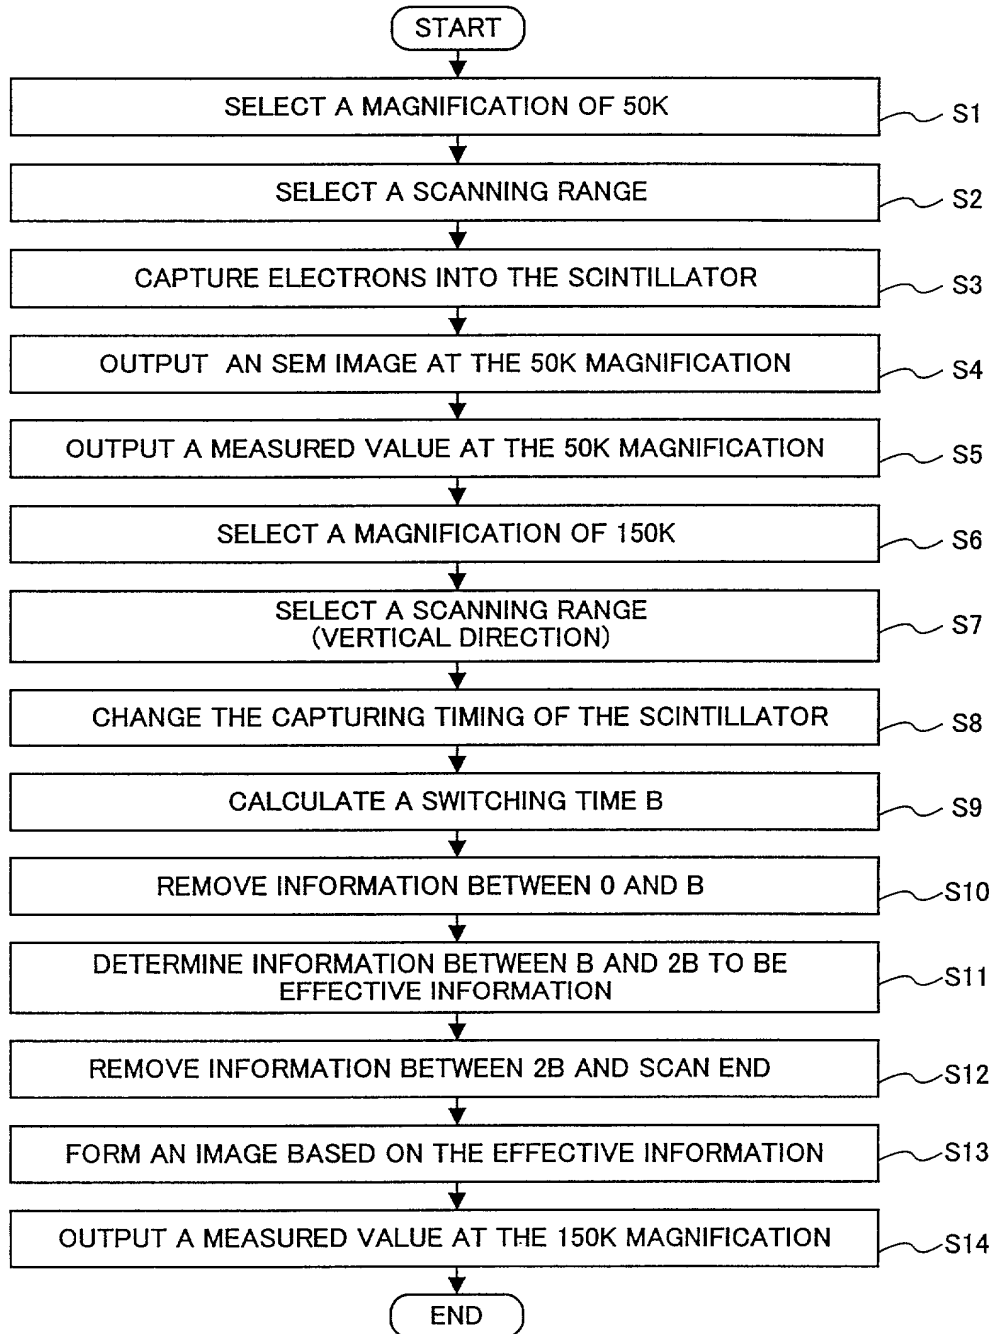 START
SELECT A MAGNIFICATION OF 50K
S1
SELECT A SCANNING RANGE
S2
CAPTURE ELECTRONS INTO THE SCINTILLATOR
S3
OUTPUT AN SEM IMAGE AT THE 50K MAGNIFICATION
S4
OUTPUT A MEASURED VALUE AT THE 50K MAGNIFICATION
S5
SELECT A MAGNIFICATION OF 150K
S6
SELECT A SCANNING RANGE
(VERTICAL DIRECTION)
S7
CHANGE THE CAPTURING TIMING OF THE SCINTILLATOR
S8
CALCULATE A SWITCHING TIME B
S9
REMOVE INFORMATION BETWEEN 0 AND B
S10
DETERMINE INFORMATION BETWEEN B AND 2B TO BE
EFFECTIVE INFORMATION
S11
REMOVE INFORMATION BETWEEN 2B AND SCAN END
S12
FORM AN IMAGE BASED ON THE EFFECTIVE INFORMATION
S13
OUTPUT A MEASURED VALUE AT THE 150K MAGNIFICATION
S14
END